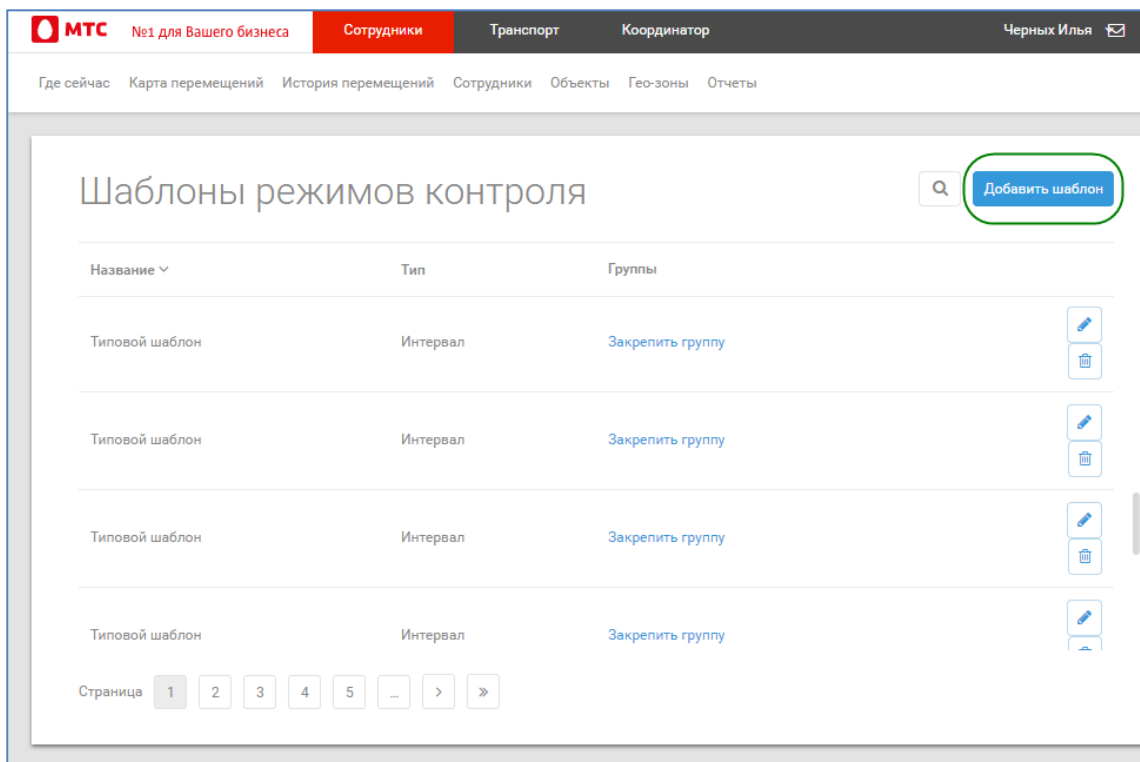 МТС №1 для Вашего бизнеса Сотрудники Транспорт Координатор Черных Илья
Где сейчас Карта перемещений История перемещений Сотрудники Объекты Гео-зоны Отчеты
Шаблоны режимов контроля Добавить шаблон
Название Тип Группы
Типовой шаблон Интервал Закрепить группу
Типовой шаблон Интервал Закрепить группу
Типовой шаблон Интервал Закрепить группу
Типовой шаблон Интервал Закрепить группу
Страница 1 2 3 4 5 ... > »